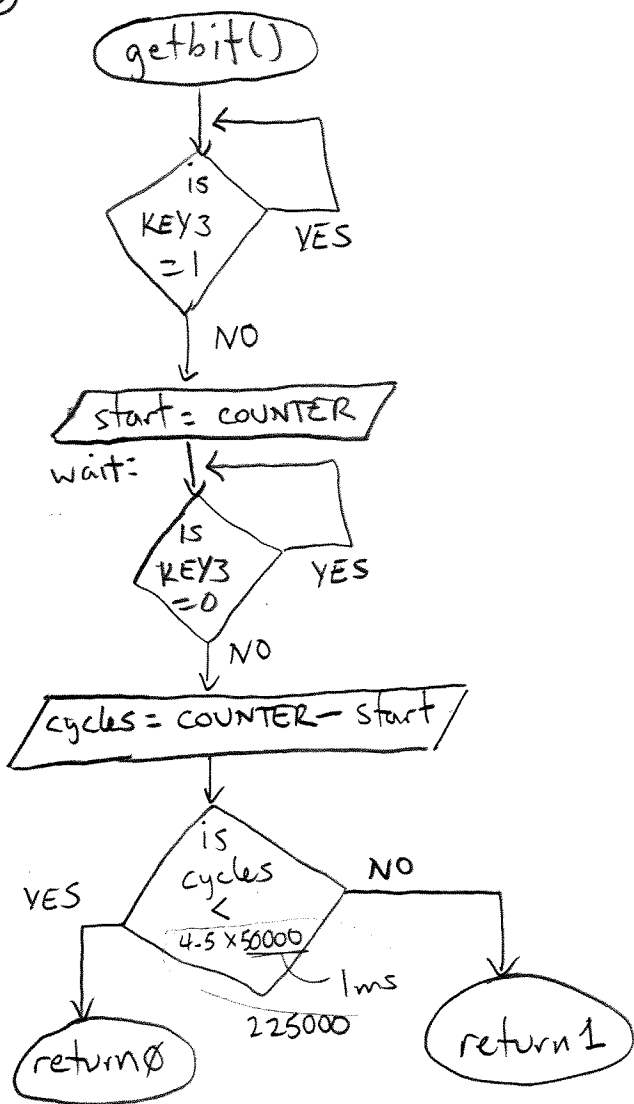 getbit()
is
KEY3
=1
YES
NO
start = COUNTER
wait:
is
KEY3
=0
YES
NO
cycles = COUNTER - start
is
cycles
<
4.5 x 50000
1ms
225000
YES
NO
return 0
return 1